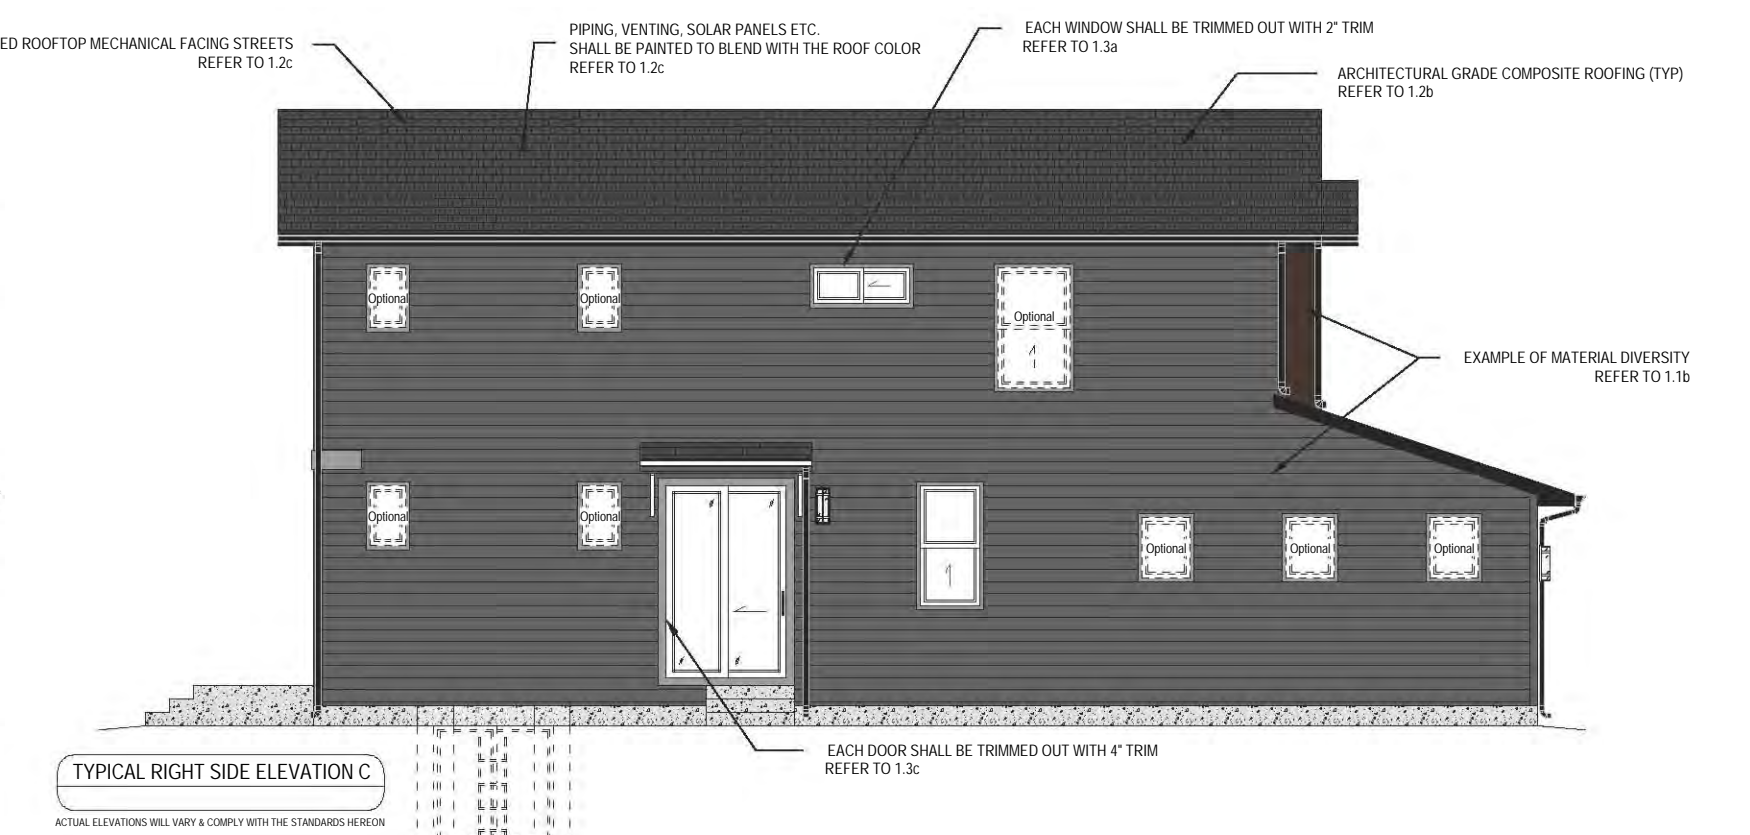 ED ROOFTOP MECHANICAL FACING STREETS
REFER TO 1.2c
PIPING, VENTING, SOLAR PANELS ETC.
SHALL BE PAINTED TO BLEND WITH THE ROOF COLOR
REFER TO 1.2c
EACH WINDOW SHALL BE TRIMMED OUT WITH 2" TRIM
REFER TO 1.3a
ARCHITECTURAL GRADE COMPOSITE ROOFING (TYP)
REFER TO 1.2b
Optional
Optional
Optional
EXAMPLE OF MATERIAL DIVERSITY
REFER TO 1.1b
Optional
Optional
Optional
Optional
Optional
EACH DOOR SHALL BE TRIMMED OUT WITH 4" TRIM
REFER TO 1.3c
TYPICAL RIGHT SIDE ELEVATION C
ACTUAL ELEVATIONS WILL VARY & COMPLY WITH THE STANDARDS HEREON